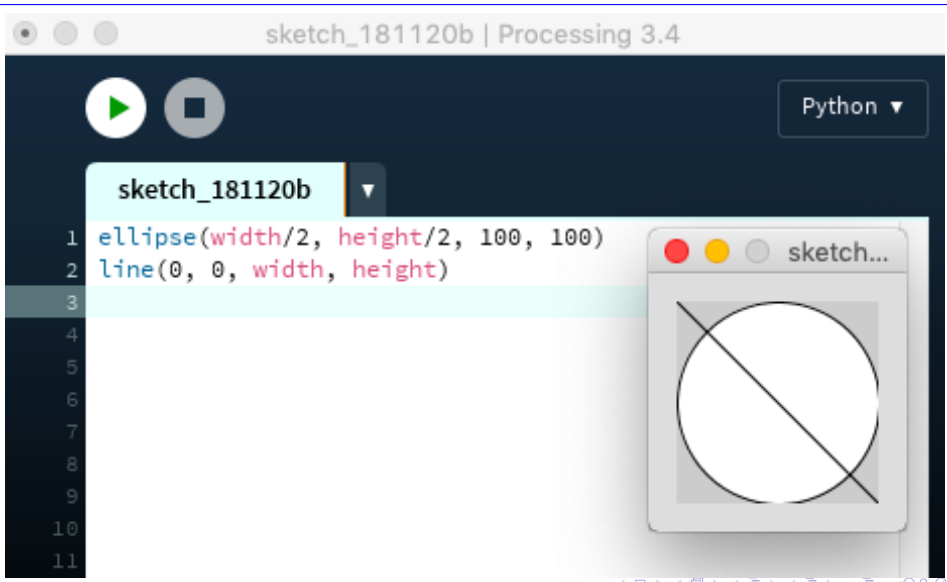 sketch_181120b | Processing 3.4
Python ▼
sketch_181120b ▼
1 ellipse(width/2, height/2, 100, 100)
2 line(0, 0, width, height)
3
4
5
6
7
8
9
10
11
sketch...